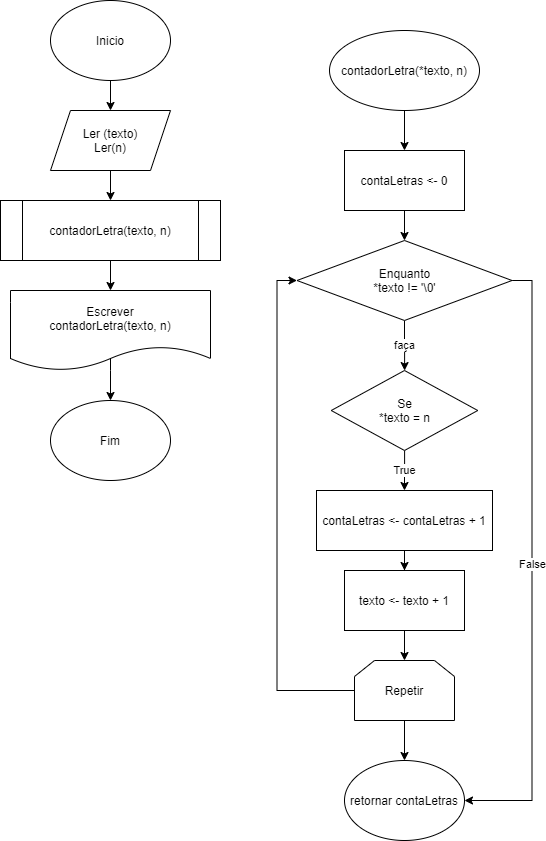 Inicio
Ler (texto)
Ler(n)
contadorLetra(texto, n)
Escrever
contadorLetra(texto, n)
Fim
contadorLetra(*texto, n)
contaLetras <- 0
Enquanto
*texto != '\0'
faça
Se
*texto = n
True
contaLetras <- contaLetras + 1
False
texto <- texto + 1
Repetir
retornar contaLetras